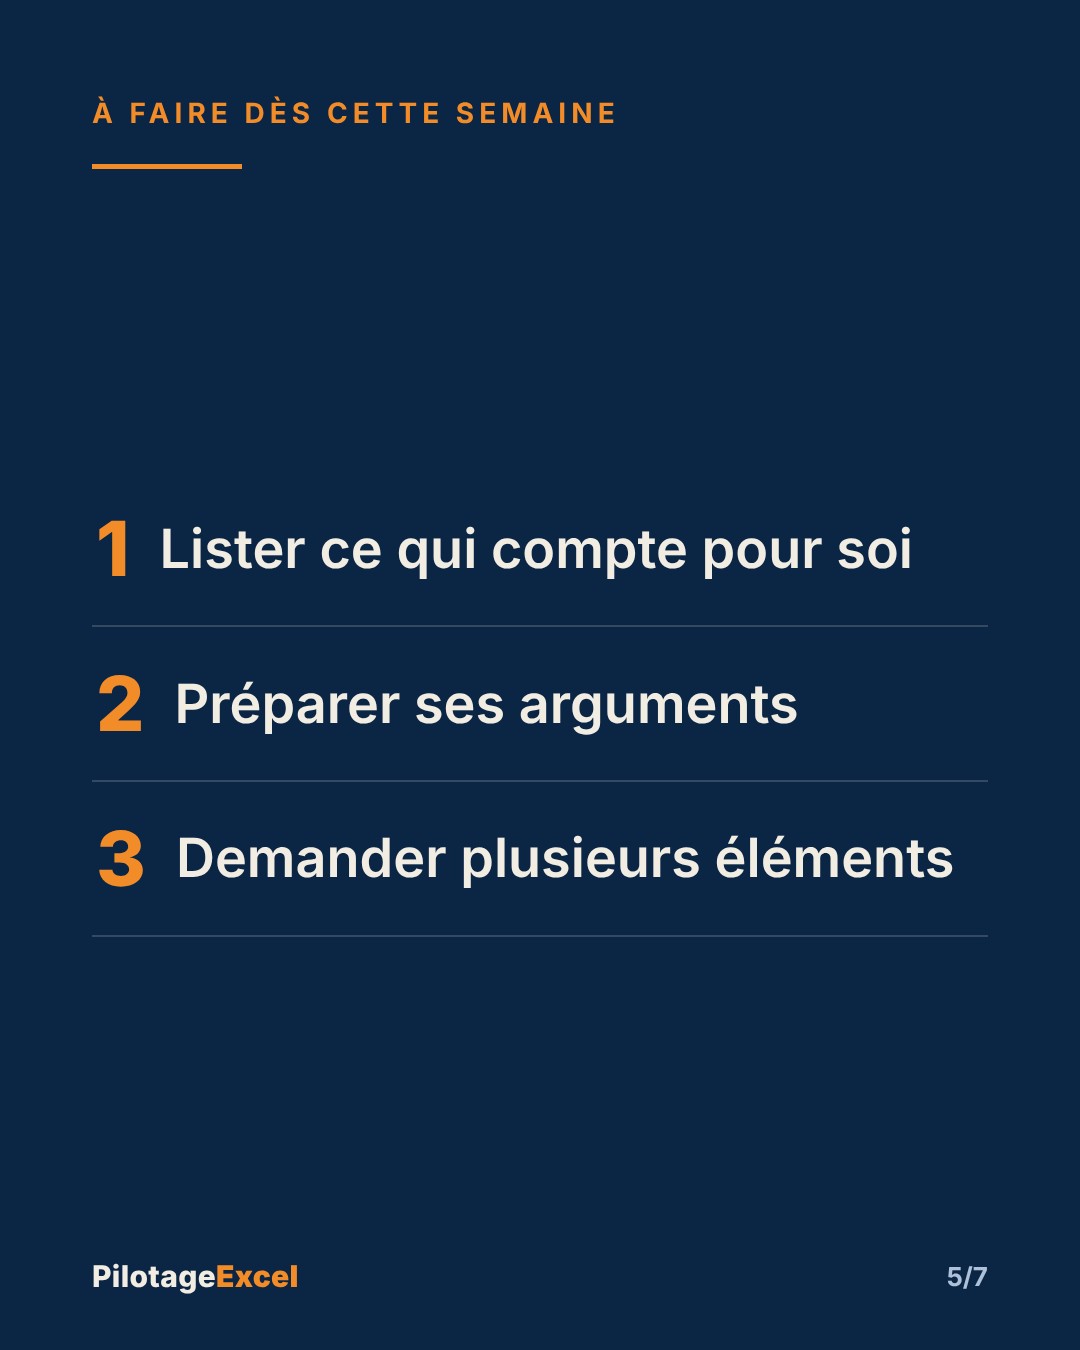 À FAIRE DÈS CETTE SEMAINE
1 Lister ce qui compte pour soi
2 Préparer ses arguments
3 Demander plusieurs éléments
PilotageExcel
5/7